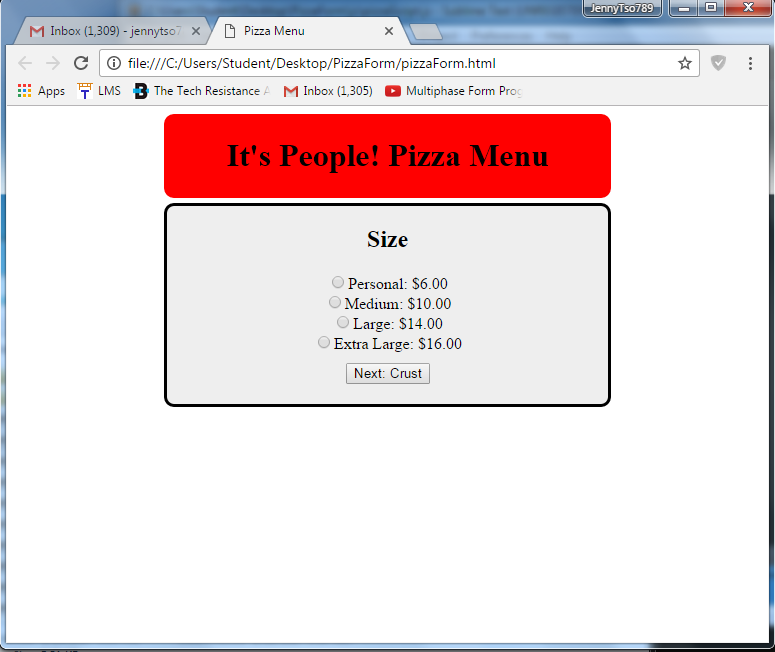 JennyTso789
Inbox (1,309) - jennytso7
Pizza Menu
file:///C:/Users/Student/Desktop/PizzaForm/pizzaForm.html
Apps
LMS
The Tech Resistance A
Inbox (1,305)
Multiphase Form Prog
It's People! Pizza Menu
Size
Personal: $6.00
Medium: $10.00
Large: $14.00
Extra Large: $16.00
Next: Crust